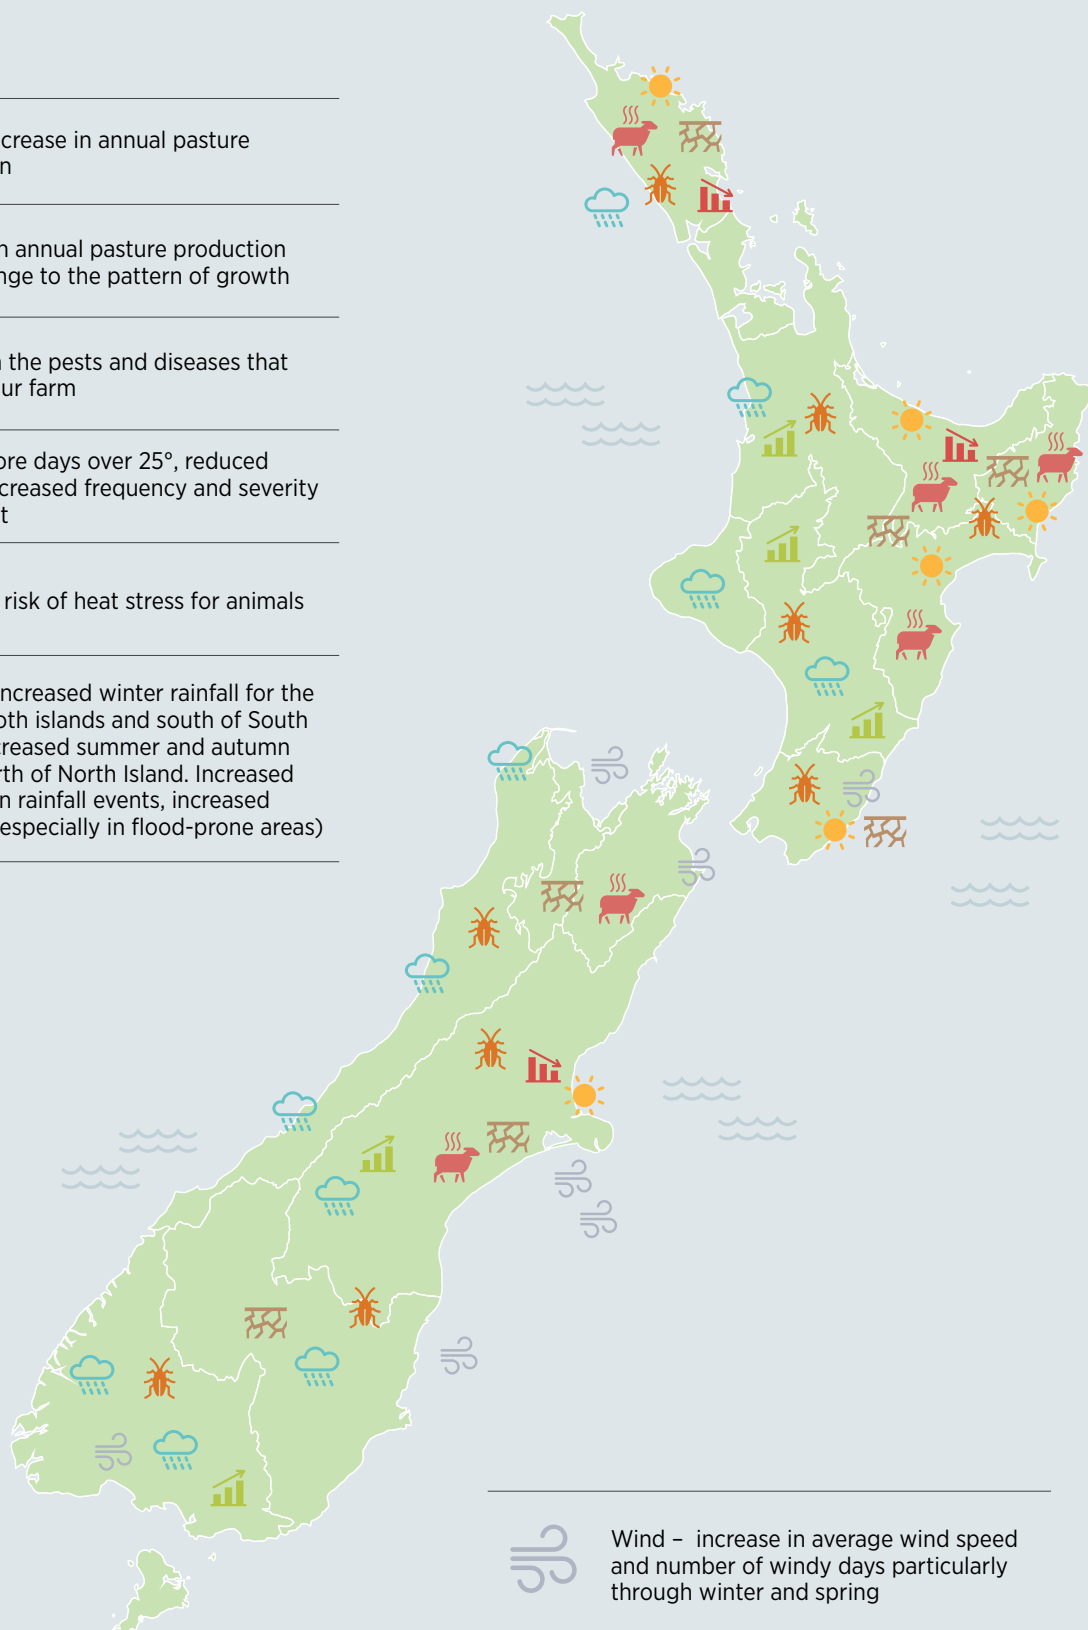 crease in annual pasture
n
n annual pasture production
nge to the pattern of growth
n the pests and diseases that
ur farm
ore days over 25°, reduced
creased frequency and severity
t
risk of heat stress for animals
ncreased winter rainfall for the
oth islands and south of South
creased summer and autumn
rth of North Island. Increased
n rainfall events, increased
especially in flood-prone areas)
Wind – increase in average wind speed
and number of windy days particularly
through winter and spring